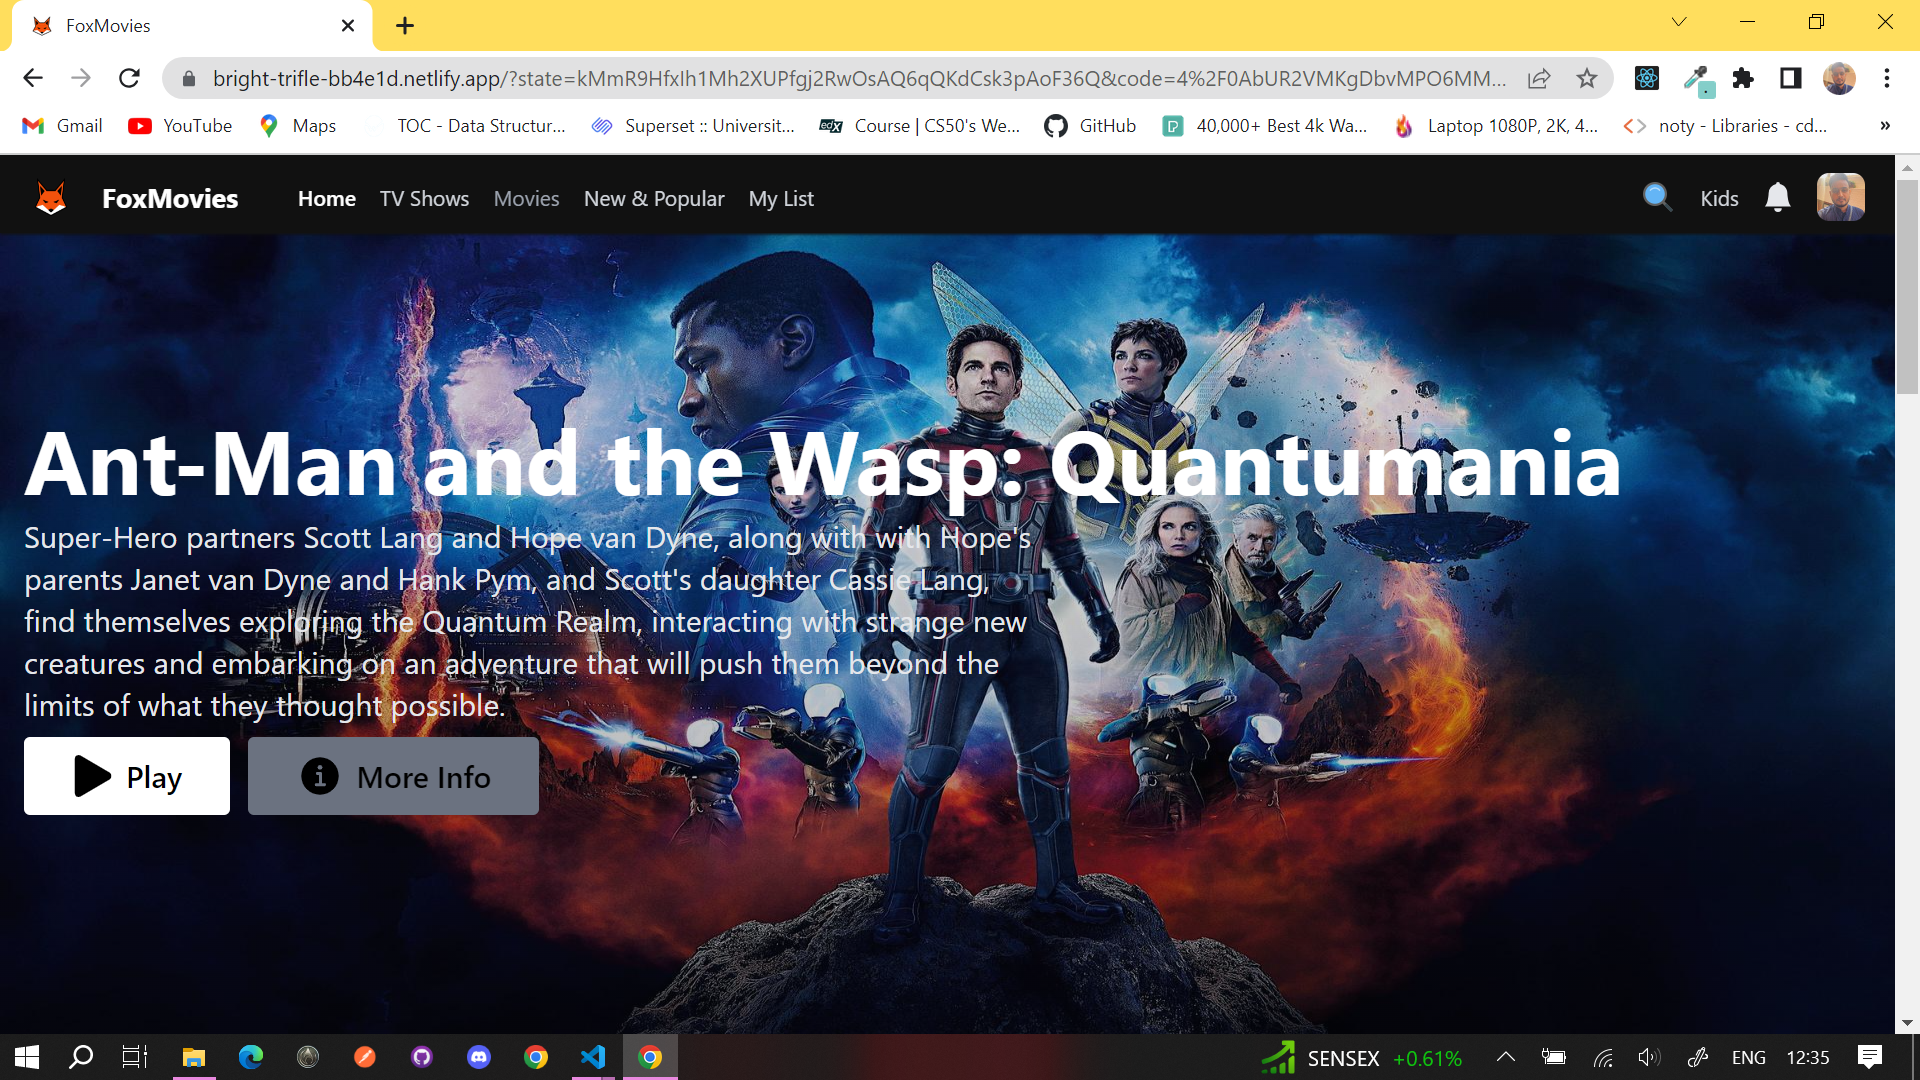 FoxMovies
bright-trifle-bb4e1d.netlify.app/?state=kMmR9HfxIh1Mh2XUPfgj2RwOsAQ6qQKdCsk3pAoF36Q&code=4%2F0AbUR2VMKgDbvMPO6MM...
Gmail YouTube Maps TOC - Data Structur... Superset :: Universit... edX Course | CS50's We... GitHub 40,000+ Best 4k Wa... Laptop 1080P, 2K, 4... noty - Libraries - cd... »
FoxMovies Home TV Shows Movies New & Popular My List Kids
Ant-Man and the Wasp: Quantumania
Super-Hero partners Scott Lang and Hope van Dyne, along with with Hope's
parents Janet van Dyne and Hank Pym, and Scott's daughter Cassie Lang,
find themselves exploring the Quantum Realm, interacting with strange new
creatures and embarking on an adventure that will push them beyond the
limits of what they thought possible.
Play More Info
SENSEX +0.61% ENG 12:35